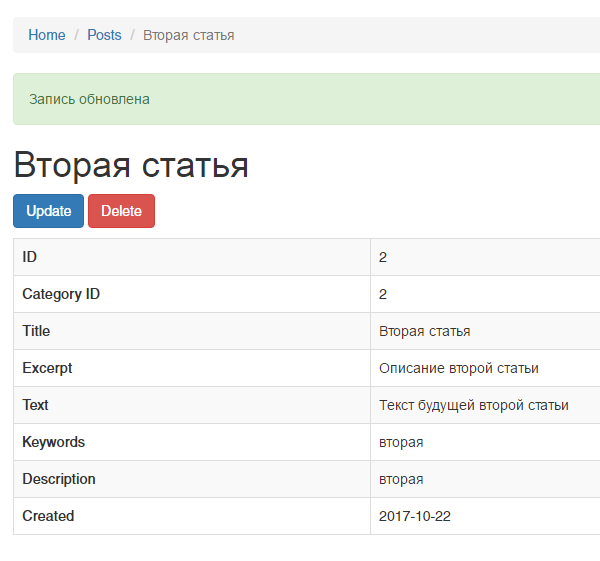 Home / Posts / Вторая статья
Запись обновлена
Вторая статья
Update Delete
ID 2
Category ID 2
Title Вторая статья
Excerpt Описание второй статьи
Text Текст будущей второй статьи
Keywords вторая
Description вторая
Created 2017-10-22